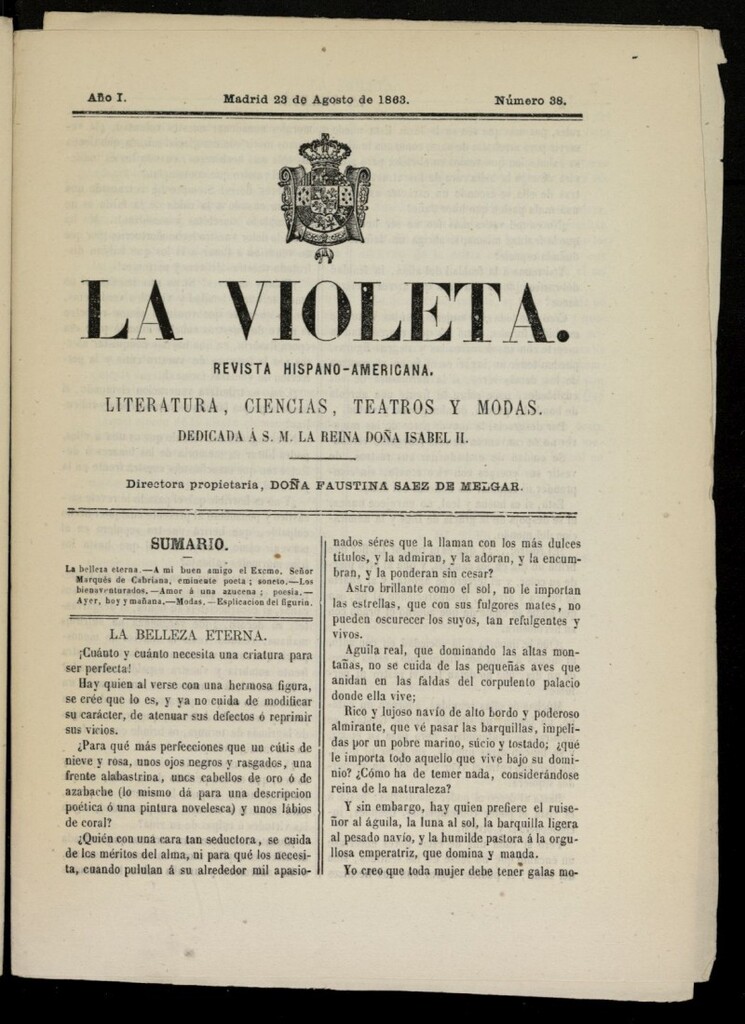 Año I.
Madrid 23 de Agosto de 1863.
Número 38.
LA VIOLETA.
REVISTA HISPANO-AMERICANA.
LITERATURA, CIENCIAS, TEATROS Y MODAS.
DEDICADA Á S. M. LA REINA DOÑA ISABEL II.
Directora propietaria, DOÑA FAUSTINA SAEZ DE MELGAR.
SUMARIO.
La belleza eterna.—A mi buen amigo el Excmo. Señor
Marqués de Cabriana, eminente poeta; soneto.—Los
bienaventurados.—Amor á una azucena; poesía.—
Ayer, hoy y mañana.—Modas.—Esplicacion del figurin.
LA BELLEZA ETERNA.
¡Cuánto y cuánto necesita una criatura para
ser perfecta!
Hay quien al verse con una hermosa figura,
se crée que lo es, y ya no cuida de modificar
su carácter, de atenuar sus defectos ó reprimir
sus vicios.
¿Para qué más perfecciones que un cútis de
nieve y rosa, unos ojos negros y rasgados, una
frente alabastrina, unos cabellos de oro ó de
azabache (lo mismo dá para una descripcion
poética ó una pintura novelesca) y unos lábios
de coral?
¿Quién con una cara tan seductora, se cuida
de los méritos del alma, ni para qué los necesi-
ta, cuando pululan á su alrededor mil apasio-
nados séres que la llaman con los más dulces
títulos, y la admiran, y la adoran, y la encum-
bran, y la ponderan sin cesar?
Astro brillante como el sol, no le importan
las estrellas, que con sus fulgores mates, no
pueden oscurecer los suyos, tan refulgentes y
vivos.
Aguila real, que dominando las altas mon-
tañas, no se cuida de las pequeñas aves que
anidan en las faldas del corpulento palacio
donde ella vive;
Rico y lujoso navío de alto bordo y poderoso
almirante, que vé pasar las barquillas, impeli-
das por un pobre marino, súcio y tostado; ¿qué
le importa todo aquello que vive bajo su domi-
nio? ¿Cómo ha de temer nada, considerándose
reina de la naturaleza?
Y sin embargo, hay quien prefiere el ruise-
ñor al águila, la luna al sol, la barquilla ligera
al pesado navío, y la humilde pastora á la orgu-
llosa emperatriz, que domina y manda.
Yo creo que toda mujer debe tener galas mo-